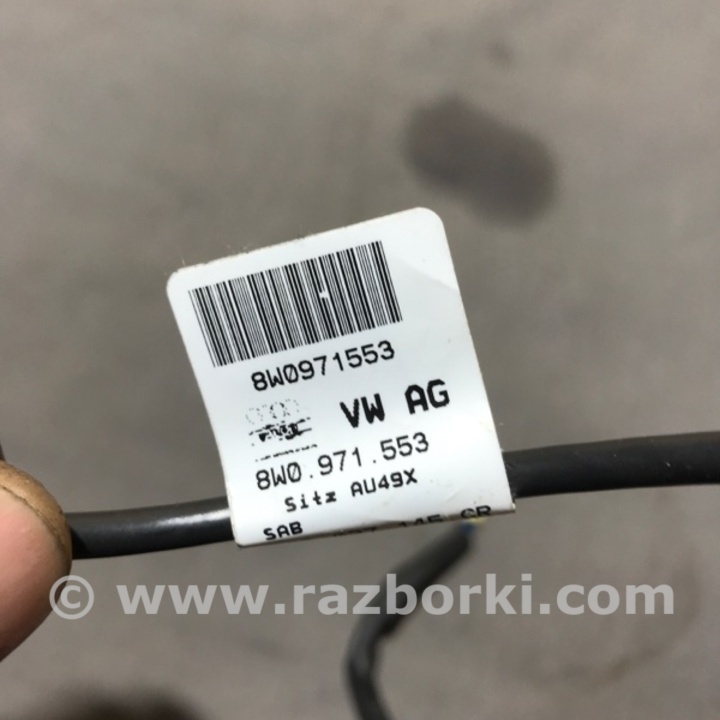 8W0971553
VW AG
8W0.971.553
Sitz AU49X
SAB
© www.razborki.com